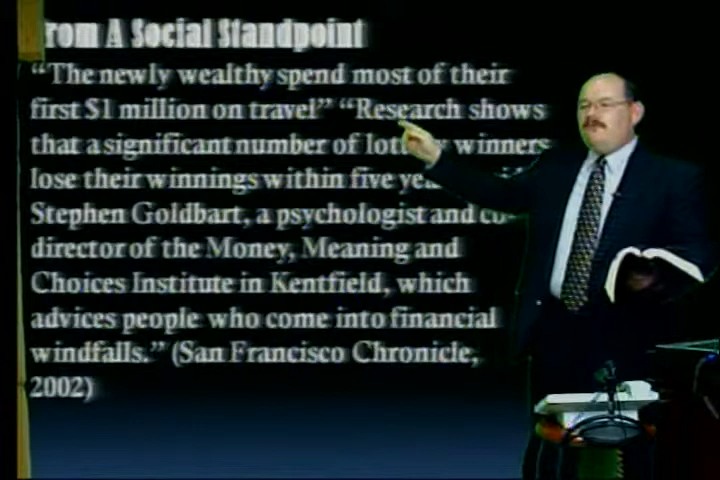 rom A Social Standpoint
“The newly wealthy spend most of their
first $1 million on travel” “Research shows
that a significant number of winners
lose their winnings within five
Stephen Goldbart, a psychologist and co-
director of the Money, Meaning and
Choices Institute in Kentfield, which
advices people who come into financial
windfalls.” (San Francisco Chronicle,
2002)